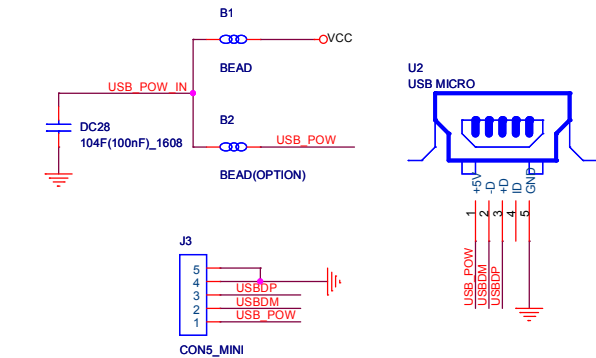 B1
VCC
BEAD
USB_POW_IN
DC28
104F(100nF)_1608
B2
USB_POW
BEAD(OPTION)
U2
USB MICRO
+5V
-D
+D
ID
GND
1
2
3
4
5
USB_POW
USBDM
USBDP
J3
5
4
3
USBDP
2
USBDM
1
USB_POW
CON5_MINI